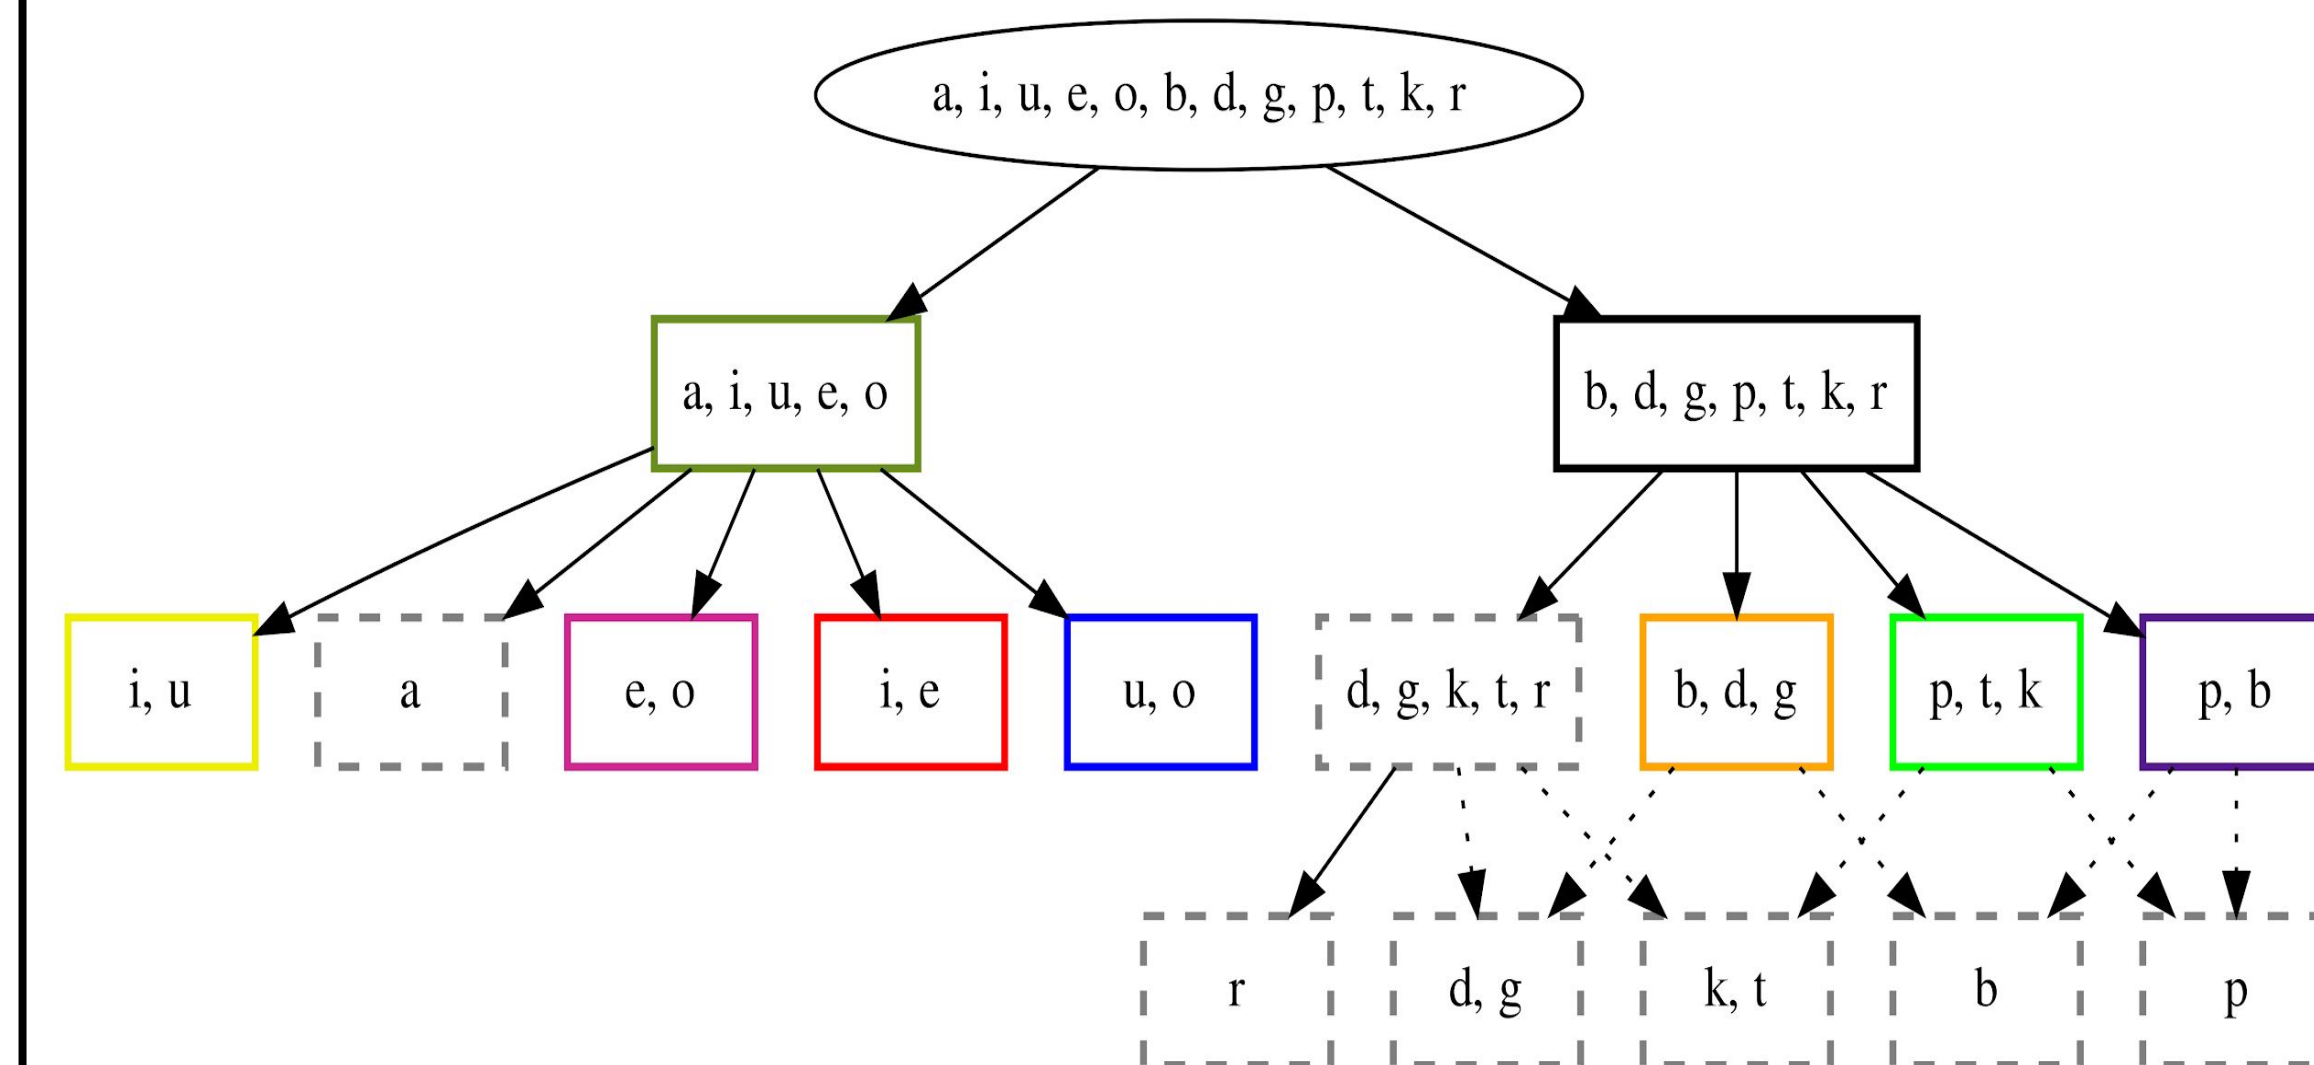 a, i, u, e, o, b, d, g, p, t, k, r
a, i, u, e, o
b, d, g, p, t, k, r
i, u
a
e, o
i, e
u, o
d, g, k, t, r
b, d, g
p, t, k
p, b
r
d, g
k, t
b
p